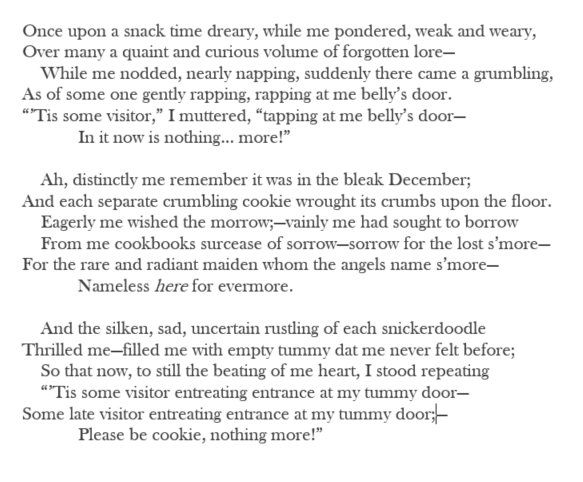 Once upon a snack time dreary, while me pondered, weak and weary,
Over many a quaint and curious volume of forgotten lore—
While me nodded, nearly napping, suddenly there came a grumbling,
As of some one gently rapping, rapping at me belly’s door.
“’Tis some visitor,” I muttered, “tapping at me belly’s door—
In it now is nothing... more!”

Ah, distinctly me remember it was in the bleak December;
And each separate crumbling cookie wrought its crumbs upon the floor.
Eagerly me wished the morrow;—vainly me had sought to borrow
From me cookbooks surcease of sorrow—sorrow for the lost s’more—
For the rare and radiant maiden whom the angels name s’more—
Nameless here for evermore.

And the silken, sad, uncertain rustling of each snickerdoodle
Thrilled me—filled me with empty tummy dat me never felt before;
So that now, to still the beating of me heart, I stood repeating
“’Tis some visitor entreating entrance at my tummy door—
Some late visitor entreating entrance at my tummy door;—
Please be cookie, nothing more!”